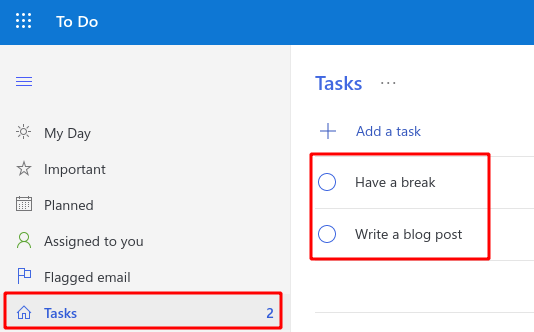 To Do
My Day
Important
Planned
Assigned to you
Flagged email
Tasks 2
Tasks ...
Add a task
Have a break
Write a blog post